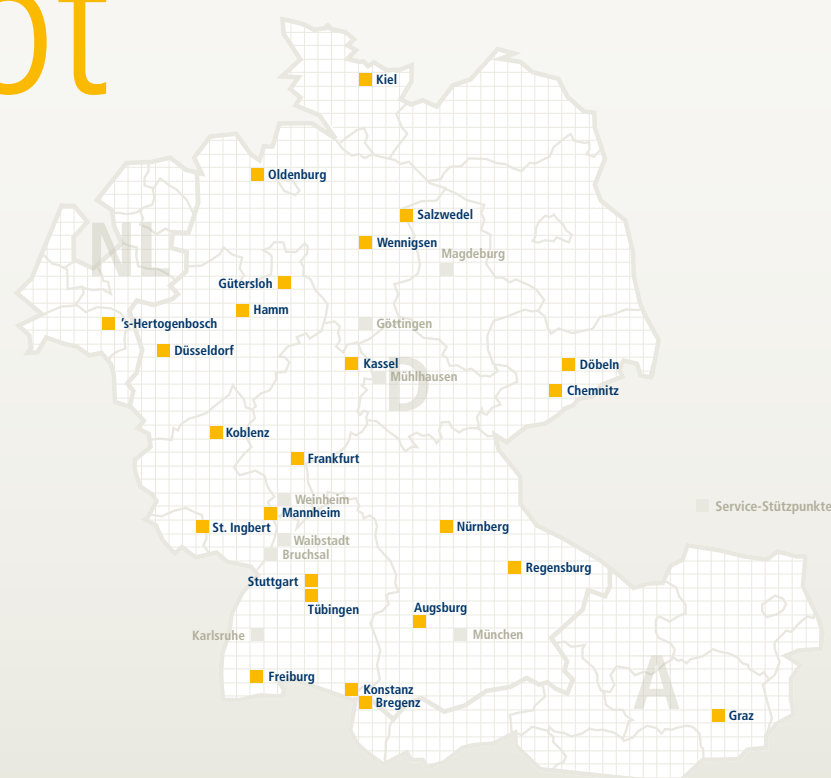 Kiel
Oldenburg
Salzwedel
NL
Wennigsen
Magdeburg
Gütersloh
Hamm
's-Hertogenbosch
Göttingen
Düsseldorf
Kassel
Döbeln
Mühlhausen
D
Chemnitz
Koblenz
Frankfurt
Weinheim
Service-Stützpunkte
Mannheim
St. Ingbert
Nürnberg
Waibstadt
Bruchsal
Regensburg
Stuttgart
Tübingen
Augsburg
Karlsruhe
München
Freiburg
A
Konstanz
Bregenz
Graz